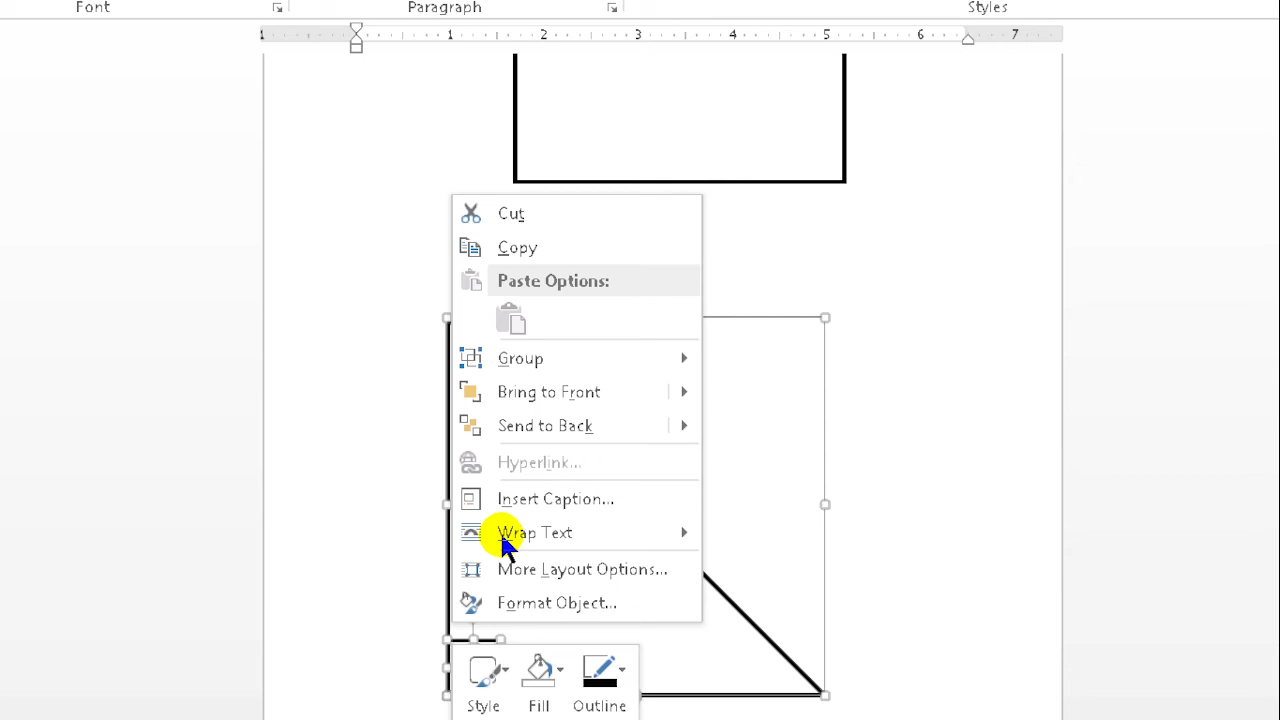 Font Paragraph Styles
1 1 2 3 4 5 6 7
Cut
Copy
Paste Options:
Group
Bring to Front
Send to Back
Hyperlink...
Insert Caption...
Wrap Text
More Layout Options...
Format Object...
Style Fill Outline